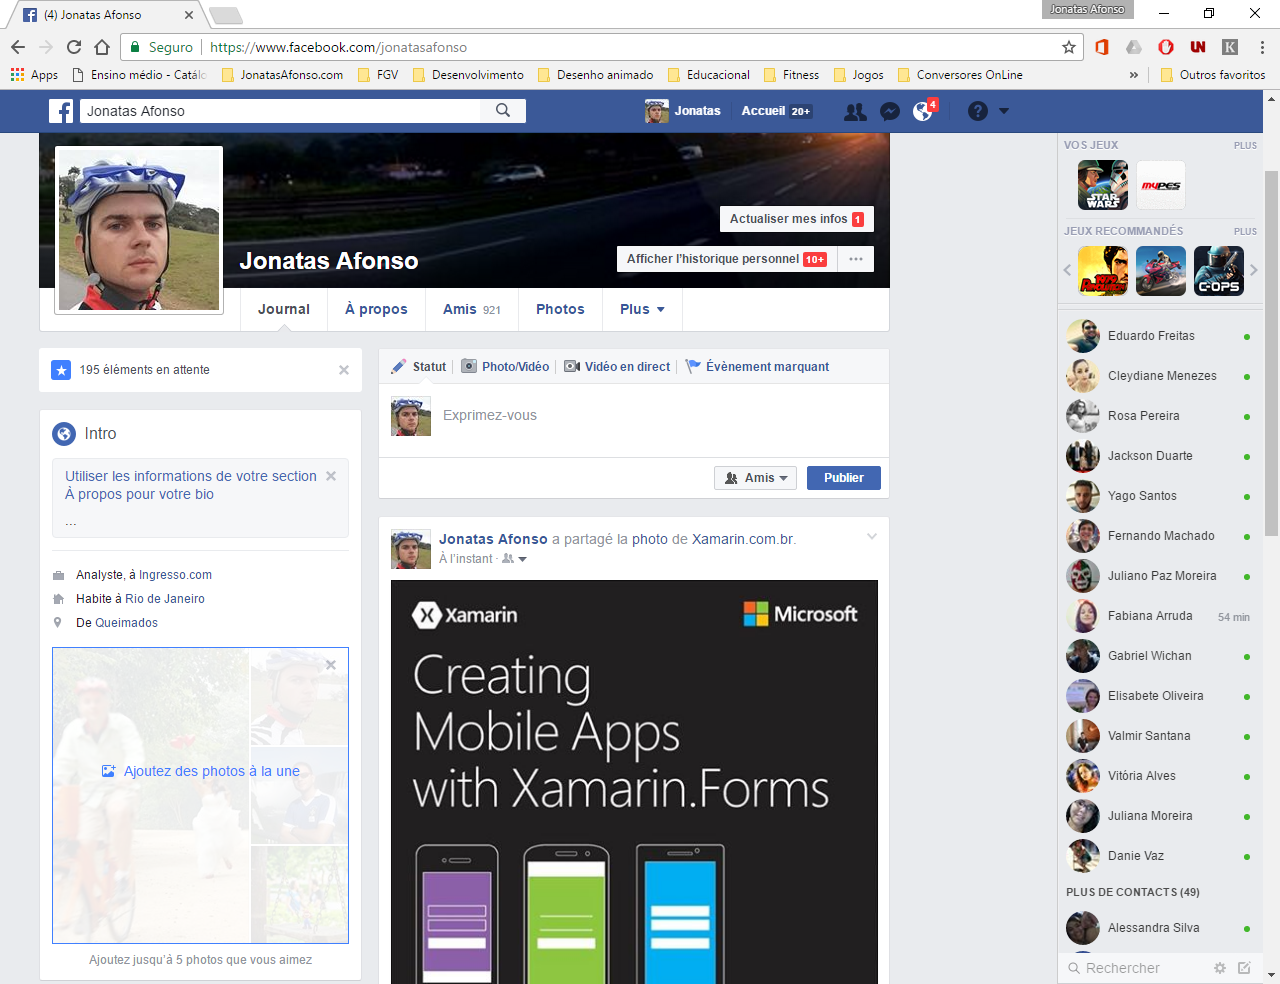 (4) Jonatas Afonso
Jonatas Afonso
Seguro
https://www.facebook.com/jonatasafonso
Apps
Ensino médio - Catálo
JonatasAfonso.com
FGV
Desenvolvimento
Desenho animado
Educacional
Fitness
Jogos
Conversores OnLine
»
Outros favoritos
Jonatas Afonso
Jonatas
Accueil 20+
4
Actualiser mes infos 1
Jonatas Afonso
Afficher l'historique personnel 10+
Journal
À propos
Amis 921
Photos
Plus
195 éléments en attente
Intro
Utiliser les informations de votre section
À propos pour votre bio
...
Analyste, à Ingresso.com
Habite à Rio de Janeiro
De Queimados
Ajoutez des photos à la une
Ajoutez jusqu'à 5 photos que vous aimez
Statut
Photo/Vidéo
Vidéo en direct
Évènement marquant
Exprimez-vous
Amis
Publier
Jonatas Afonso a partagé la photo de Xamarin.com.br.
À l'instant ·
Xamarin
Microsoft
Creating
Mobile Apps
with Xamarin.Forms
VOS JEUX
PLUS
STAR
WARS
MYPES
JEUX RECOMMANDÉS
PLUS
C-OPS
Eduardo Freitas
Cleydiane Menezes
Rosa Pereira
Jackson Duarte
Yago Santos
Fernando Machado
Juliano Paz Moreira
Fabiana Arruda 54 min
Gabriel Wichan
Elisabete Oliveira
Valmir Santana
Vitória Alves
Juliana Moreira
Danie Vaz
PLUS DE CONTACTS (49)
Alessandra Silva
Rechercher